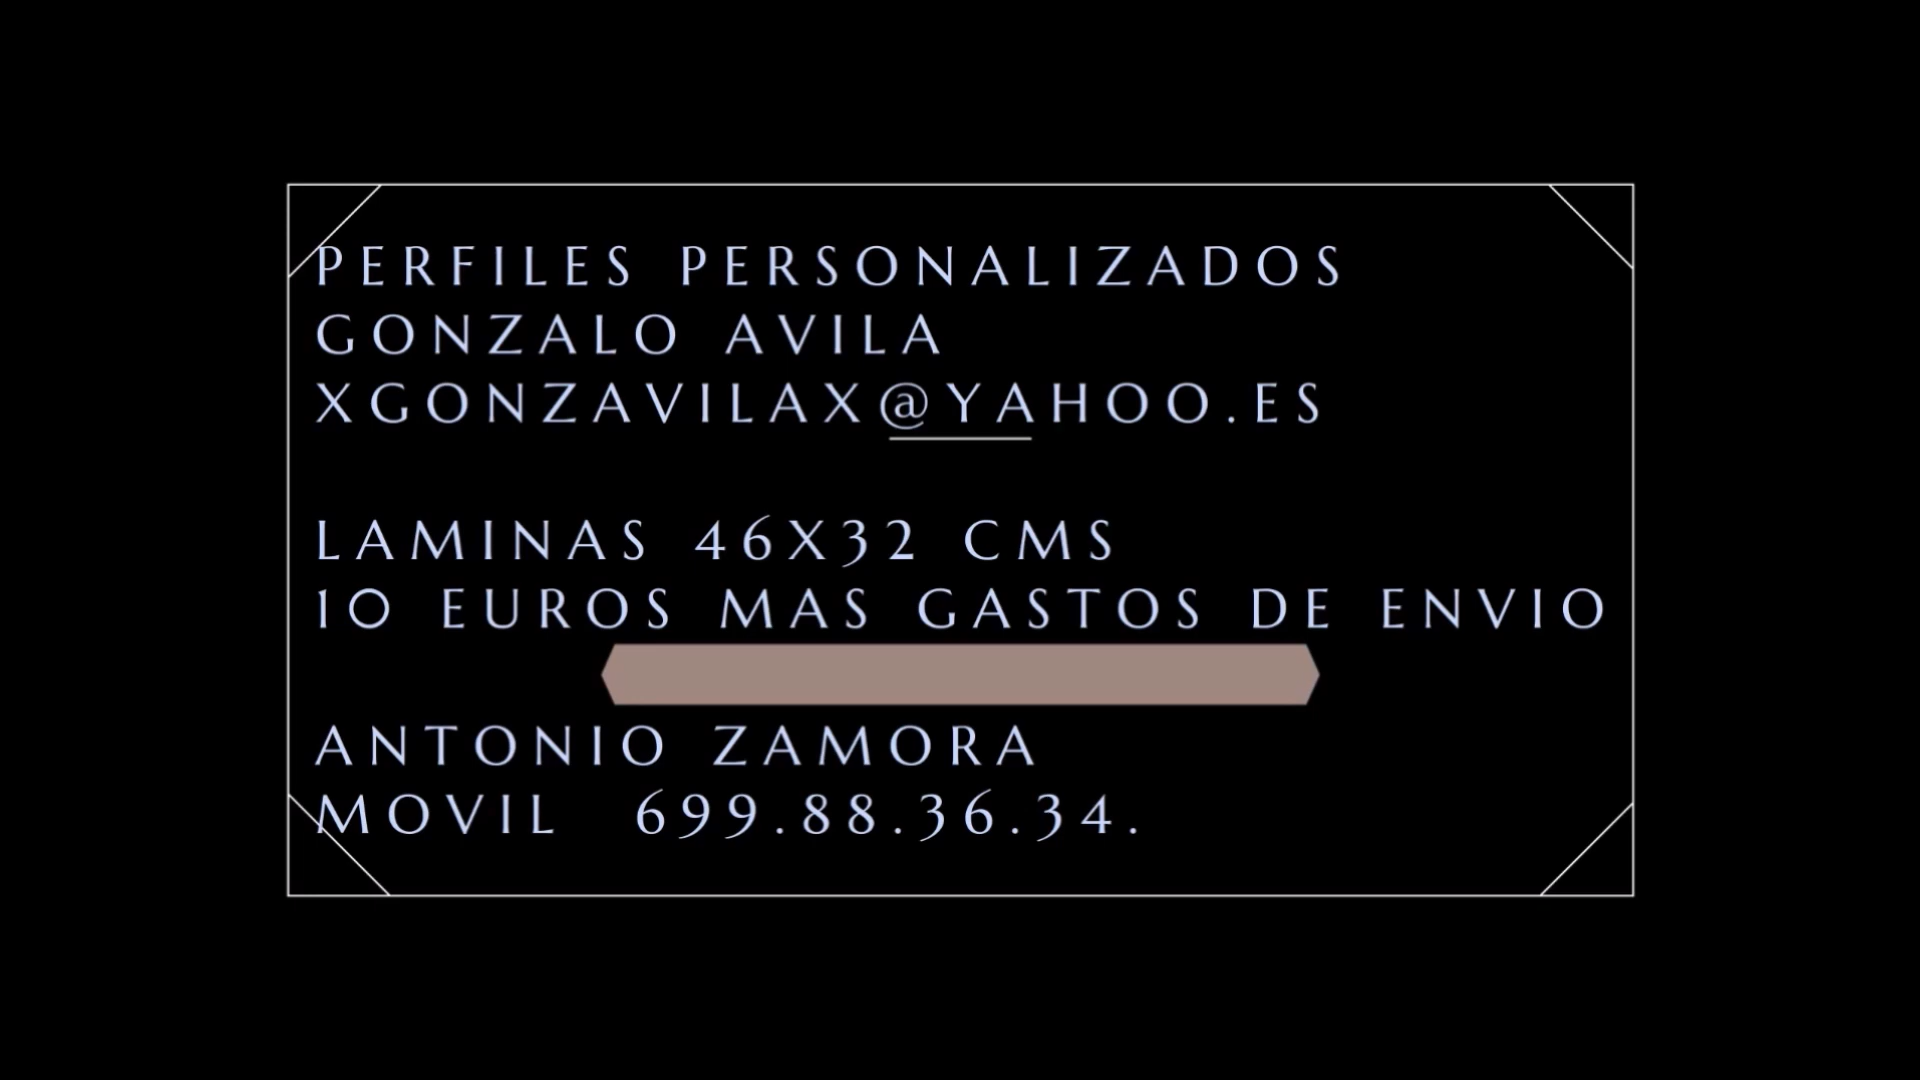 PERFILES PERSONALIZADOS
GONZALO AVILA
XGONZAVILAX@YAHOO.ES
LAMINAS 46X32 CMS
10 EUROS MAS GASTOS DE ENVIO
ANTONIO ZAMORA
MOVIL 699.88.36.34.